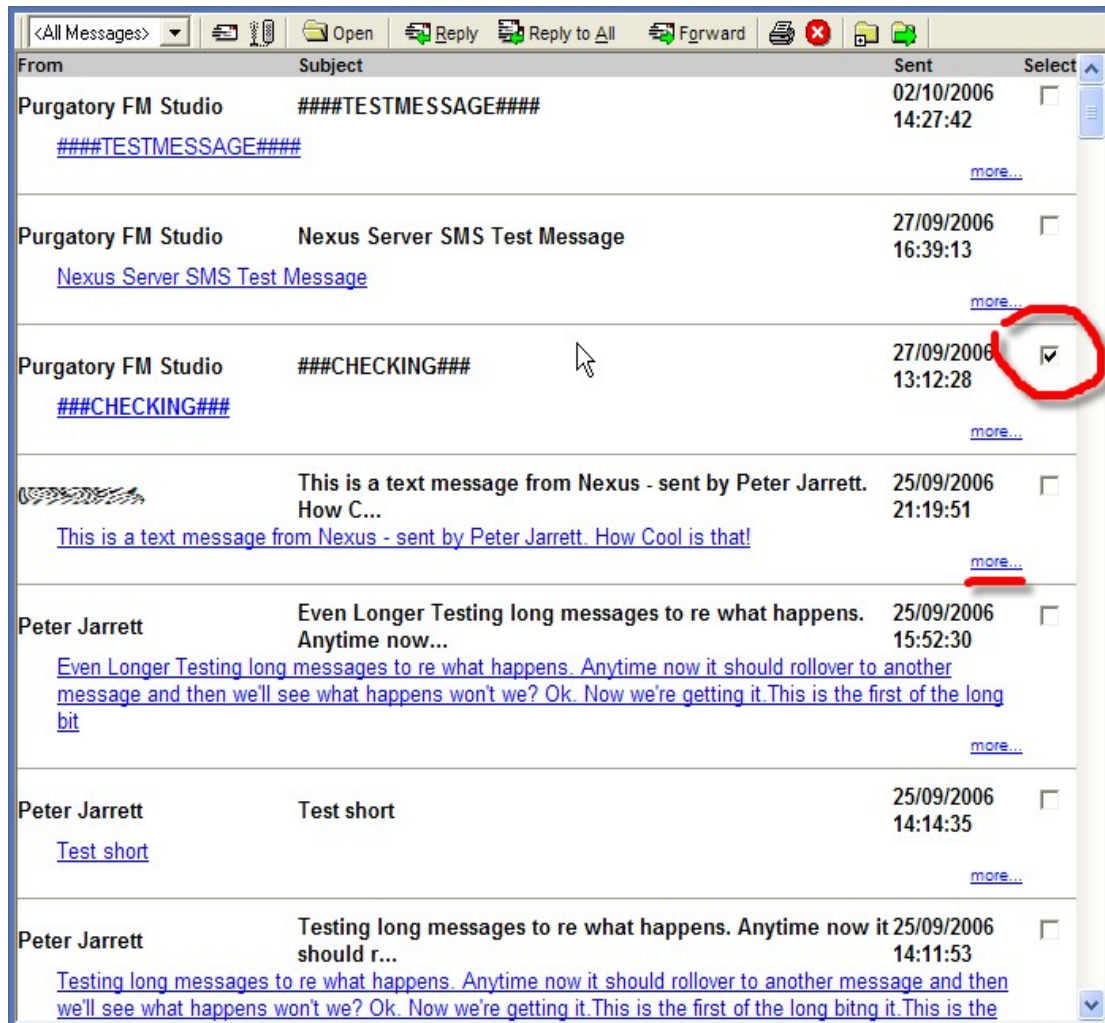 <All Messages> Open Reply Reply to All Forward
From Subject Sent Select
Purgatory FM Studio ####TESTMESSAGE#### 02/10/2006
14:27:42
####TESTMESSAGE####
more...
Purgatory FM Studio Nexus Server SMS Test Message 27/09/2006
16:39:13
Nexus Server SMS Test Message
more...
Purgatory FM Studio ###CHECKING### 27/09/2006
13:12:28
###CHECKING###
more...
This is a text message from Nexus - sent by Peter Jarrett. 25/09/2006
How C... 21:19:51
This is a text message from Nexus - sent by Peter Jarrett. How Cool is that!
more...
Peter Jarrett Even Longer Testing long messages to re what happens. 25/09/2006
Anytime now... 15:52:30
Even Longer Testing long messages to re what happens. Anytime now it should rollover to another
message and then we'll see what happens won't we? Ok. Now we're getting it.This is the first of the long
bit
more...
Peter Jarrett Test short 25/09/2006
14:14:35
Test short
more...
Peter Jarrett Testing long messages to re what happens. Anytime now it 25/09/2006
should r... 14:11:53
Testing long messages to re what happens. Anytime now it should rollover to another message and then
we'll see what happens won't we? Ok. Now we're getting it.This is the first of the long bitng it.This is the